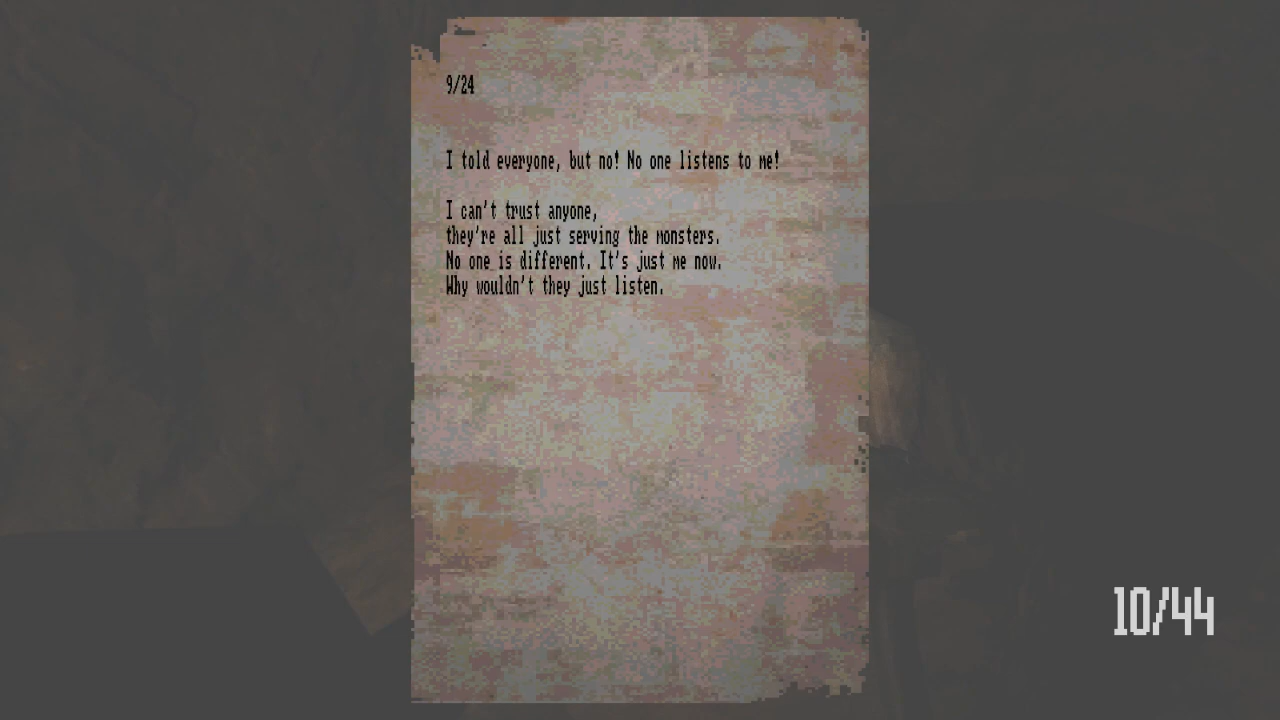 9/24
I told everyone, but no! No one listens to me!
I can't trust anyone,
they're all just serving the monsters.
No one is different. It's just me now.
Why wouldn't they just listen.
10/44